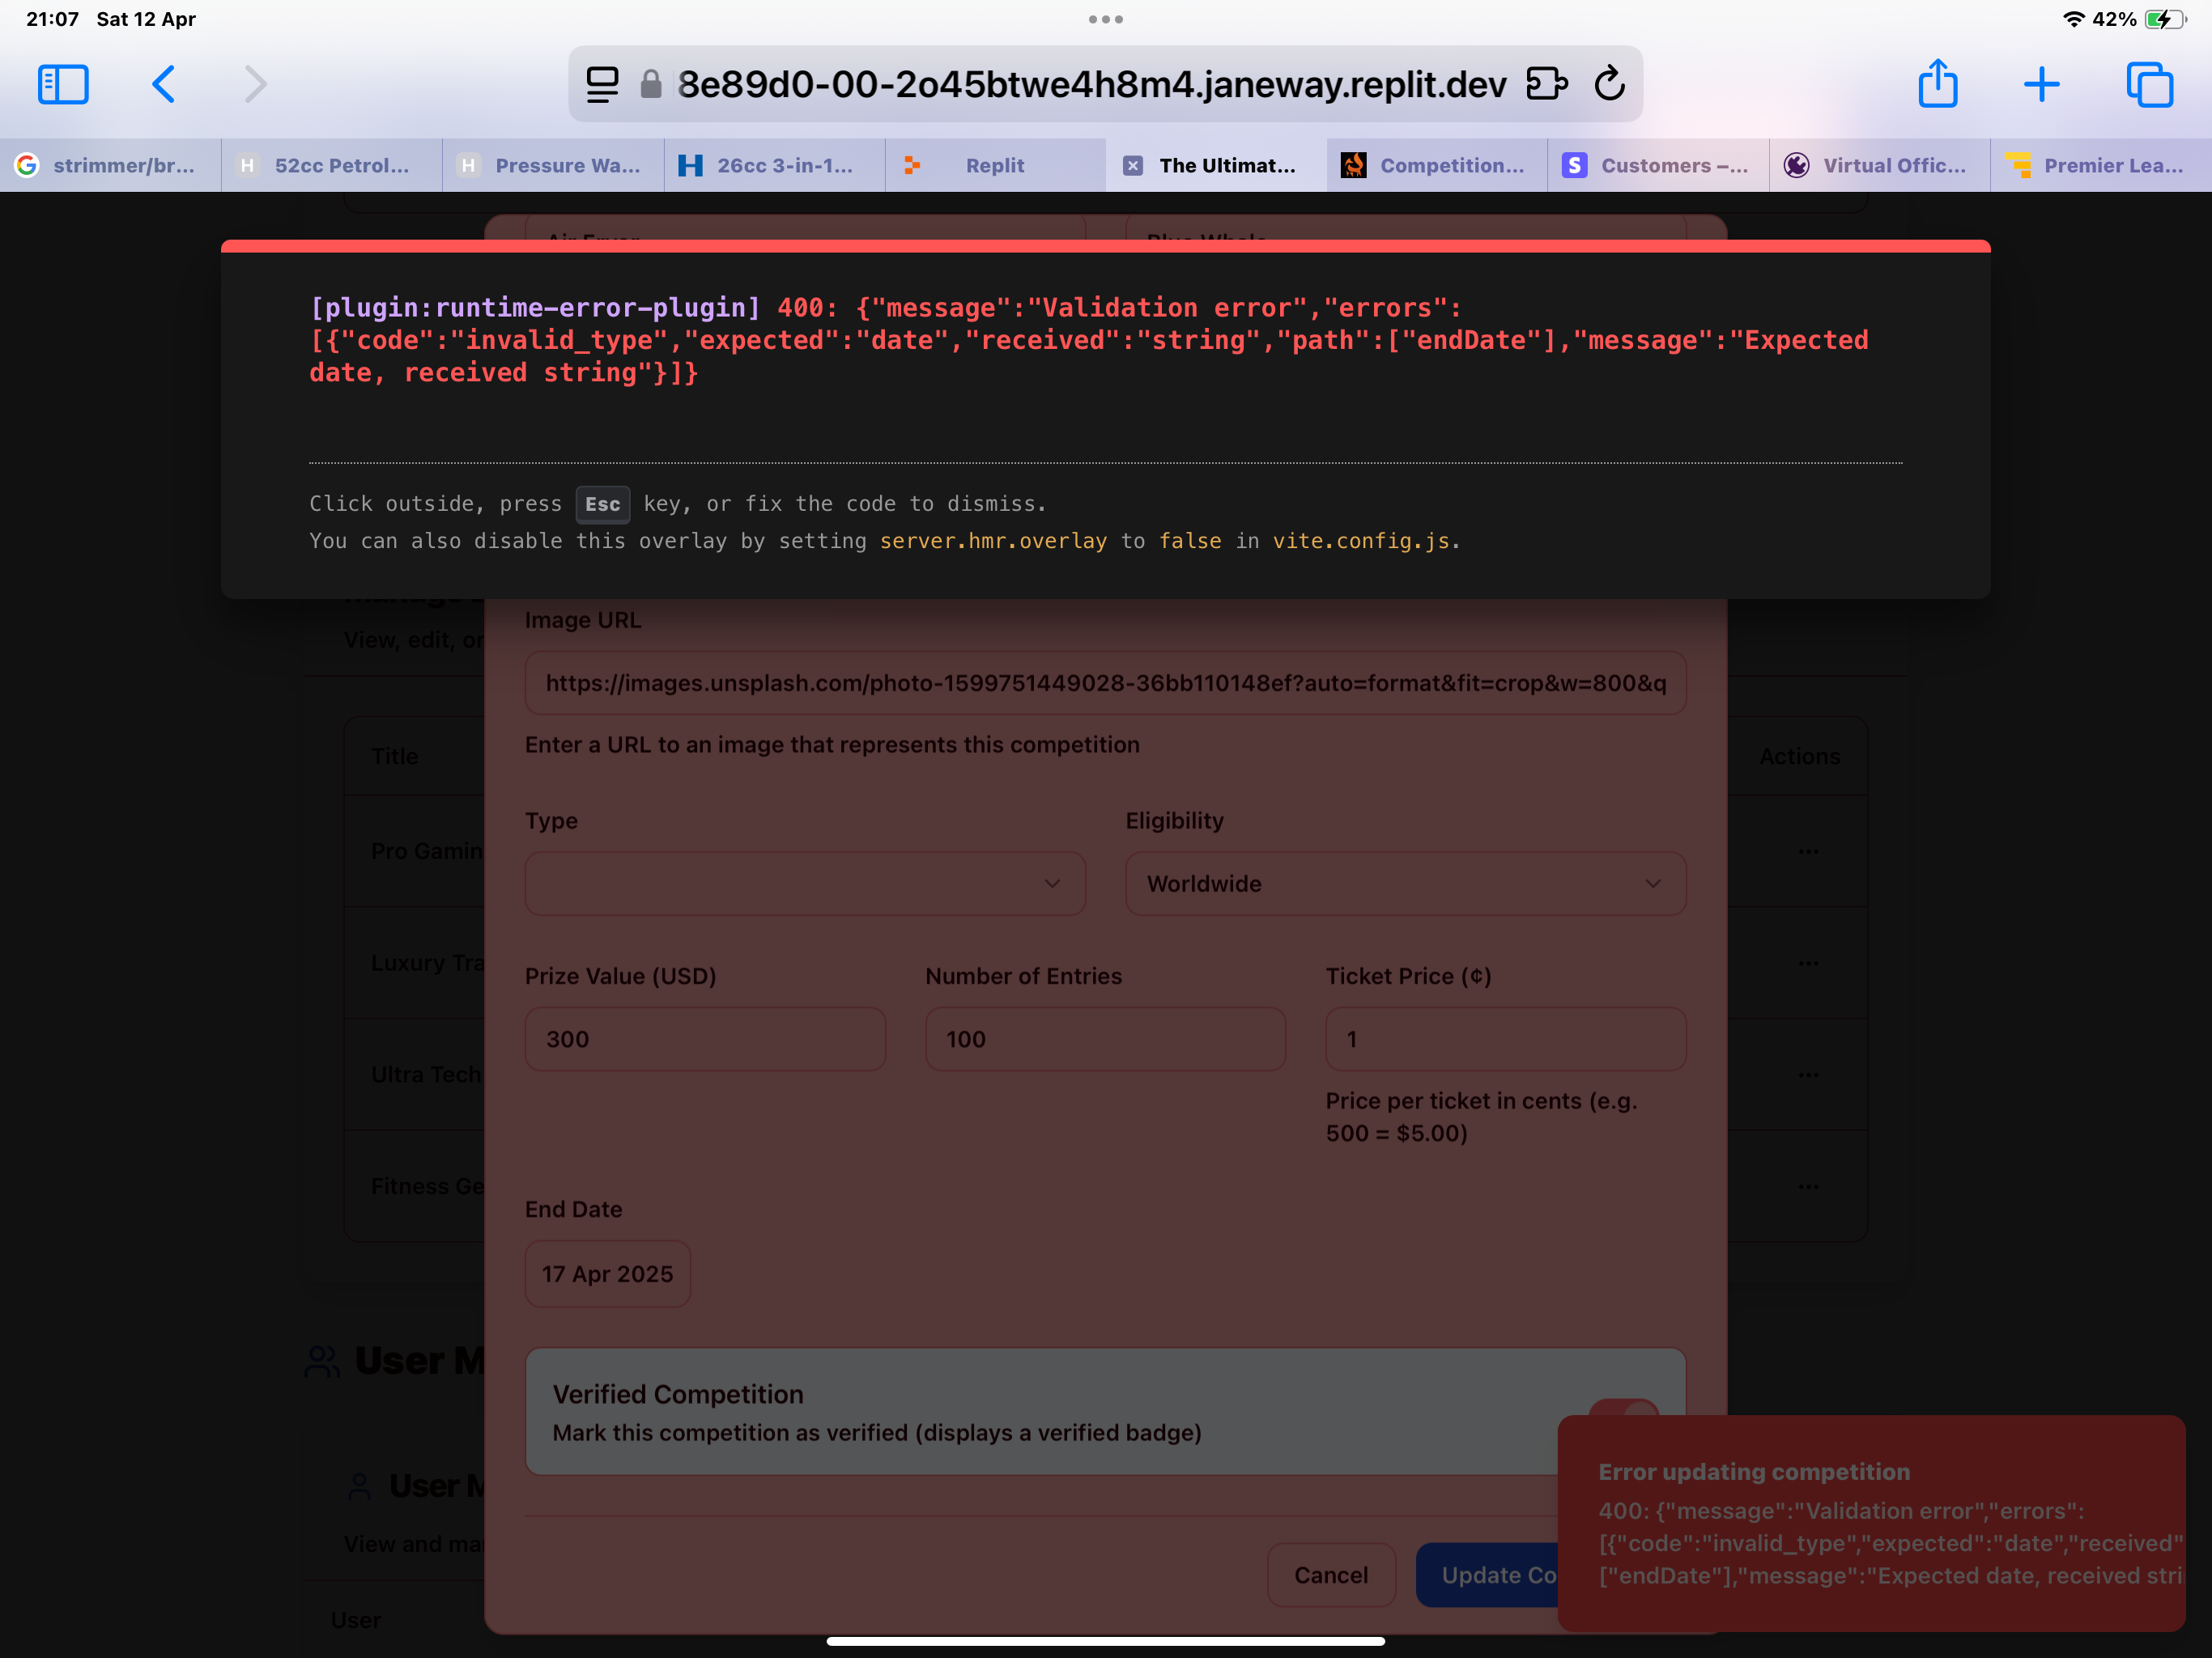 21:07 Sat 12 Apr
42%
8e89d0-00-2o45btwe4h8m4.janeway.replit.dev
strimmer/br...
52cc Petrol...
Pressure Wa...
26cc 3-in-1...
Replit
The Ultimat...
Competition...
Customers –...
Virtual Offic...
Premier Lea...
Air Fryer
Blue Whale
[plugin:runtime-error-plugin] 400: {"message":"Validation error","errors":
[{"code":"invalid_type","expected":"date","received":"string","path":["endDate"],"message":"Expected
date, received string"}]}
Click outside, press Esc key, or fix the code to dismiss.
You can also disable this overlay by setting server.hmr.overlay to false in vite.config.js.
View, edit, or
Image URL
https://images.unsplash.com/photo-1599751449028-36bb110148ef?auto=format&fit=crop&w=800&q
Enter a URL to an image that represents this competition
Title
Actions
Type
Eligibility
Worldwide
Pro Gamin
Luxury Tra
Prize Value (USD)
Number of Entries
Ticket Price (¢)
300
100
1
Ultra Tech
Price per ticket in cents (e.g.
500 = $5.00)
Fitness Ge
End Date
17 Apr 2025
User M
Verified Competition
Mark this competition as verified (displays a verified badge)
User M
View and ma
User
Cancel
Update Co
Error updating competition
400: {"message":"Validation error","errors":
[{"code":"invalid_type","expected":"date","received"
["endDate"],"message":"Expected date, received stri